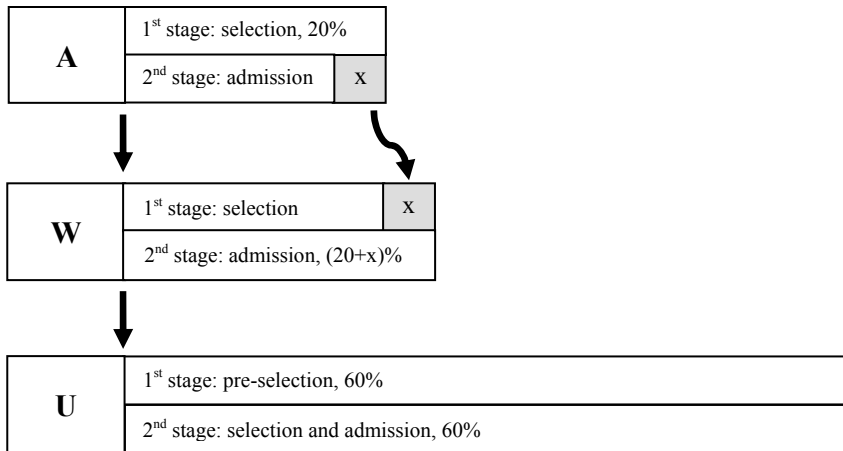 A
1st stage: selection, 20%
2nd stage: admission
x
W
1st stage: selection
x
2nd stage: admission, (20+x)%
U
1st stage: pre-selection, 60%
2nd stage: selection and admission, 60%